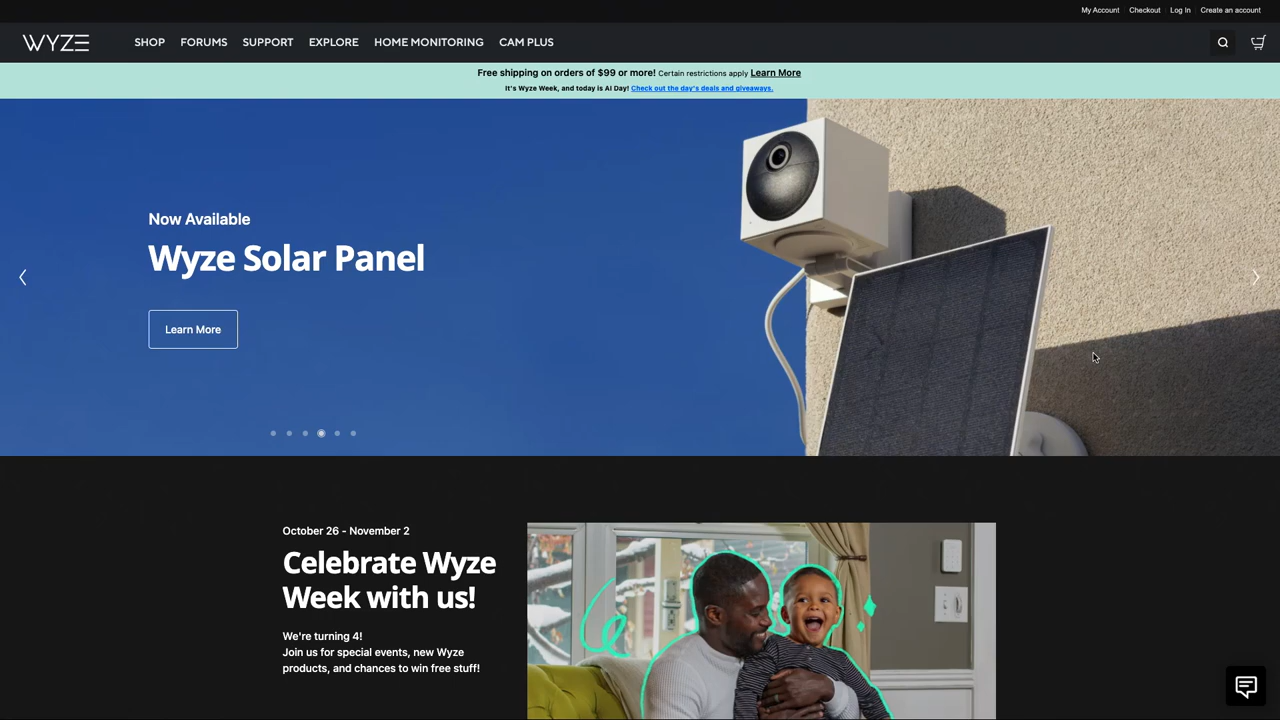 My Account
Checkout
Log In
Create an account
WYZE
SHOP
FORUMS
SUPPORT
EXPLORE
HOME MONITORING
CAM PLUS
Free shipping on orders of $99 or more! Certain restrictions apply Learn More
It's Wyze Week, and today is AI Day! Check out the day's deals and giveaways.
Now Available
Wyze Solar Panel
Learn More
October 26 - November 2
Celebrate Wyze
Week with us!
We're turning 4!
Join us for special events, new Wyze
products, and chances to win free stuff!